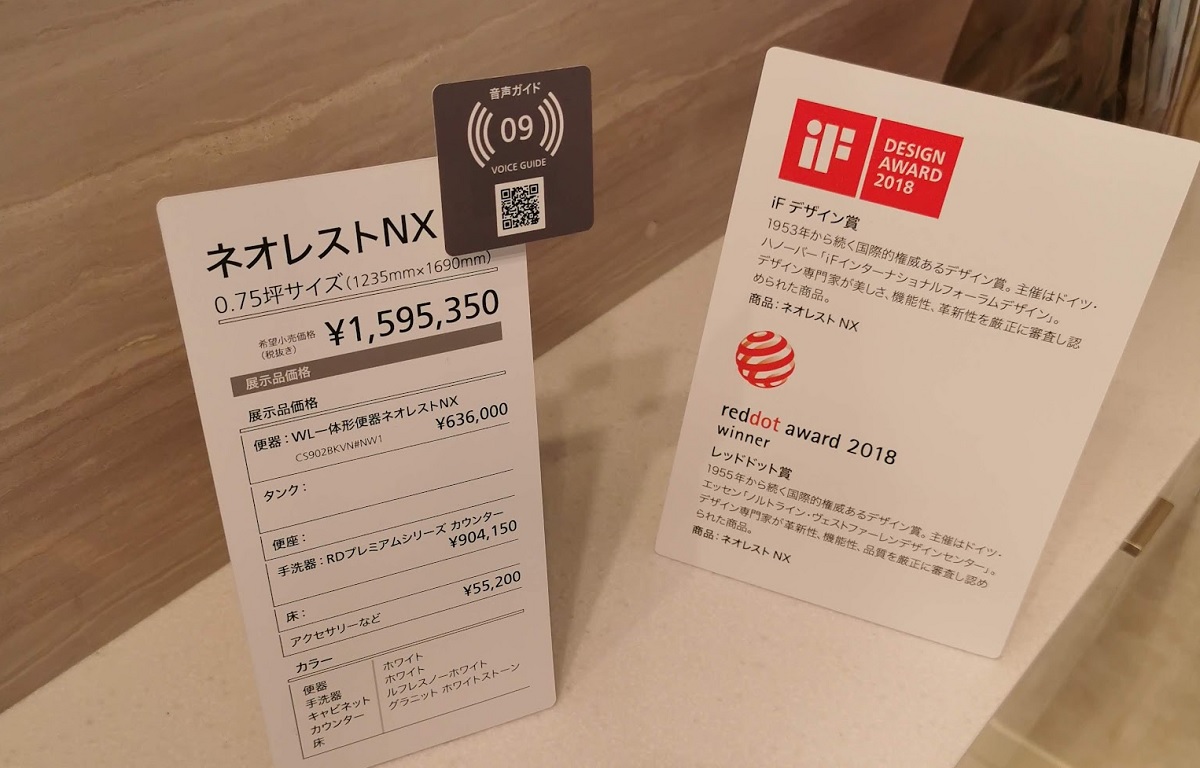 音声ガイド
09
VOICE GUIDE
ネオレストNX
0.75坪サイズ(1235mm×1690mm)
希望小売価格
(税抜き)
¥1,595,350
展示品価格
展示品価格
便器:WL一体形便器ネオレストNX
CS902BKVN#NW1
¥636,000
タンク:
便座:
手洗器:RDプレミアムシリーズ カウンター
¥904,150
床:
¥55,200
アクセサリーなど
カラー
便器 ホワイト
手洗器 ホワイト
キャビネット ルフレスノーホワイト
カウンター グラニット ホワイトストーン
床
iF
DESIGN
AWARD
2018
iF デザイン賞
1953年から続く国際的権威あるデザイン賞。主催はドイツ・
ハノーバー「iFインターナショナルフォーラムデザイン」。
デザイン専門家が美しさ、機能性、革新性を厳正に審査し認
められた商品。
商品:ネオレスト NX
reddot award 2018
winner
レッドドット賞
1955年から続く国際的権威あるデザイン賞。主催はドイツ・
エッセン「ノルトライン・ヴェストファーレンデザインセンター」。
デザイン専門家が革新性、機能性、品質を厳正に審査し認め
られた商品。
商品:ネオレスト NX